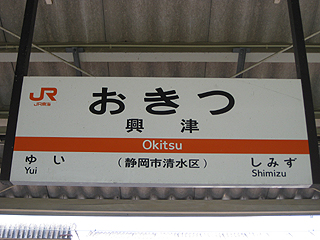 JR
JR東海
おきつ
興津
Okitsu
ゆい
Yui
（静岡市清水区）
しみず
Shimizu